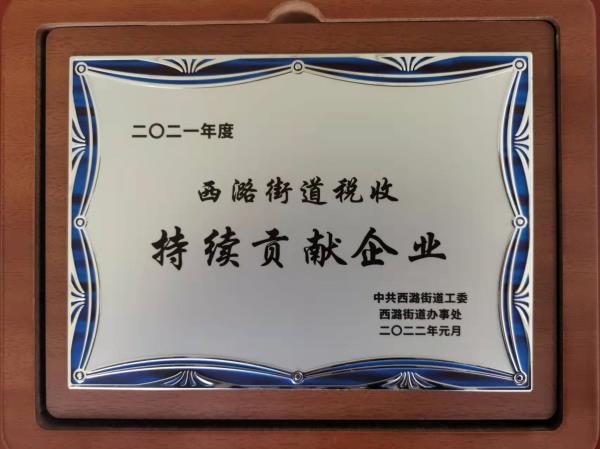 二〇二一年度
西潞街道税收
持续贡献企业
中共西潞街道工委
西潞街道办事处
二〇二二年元月